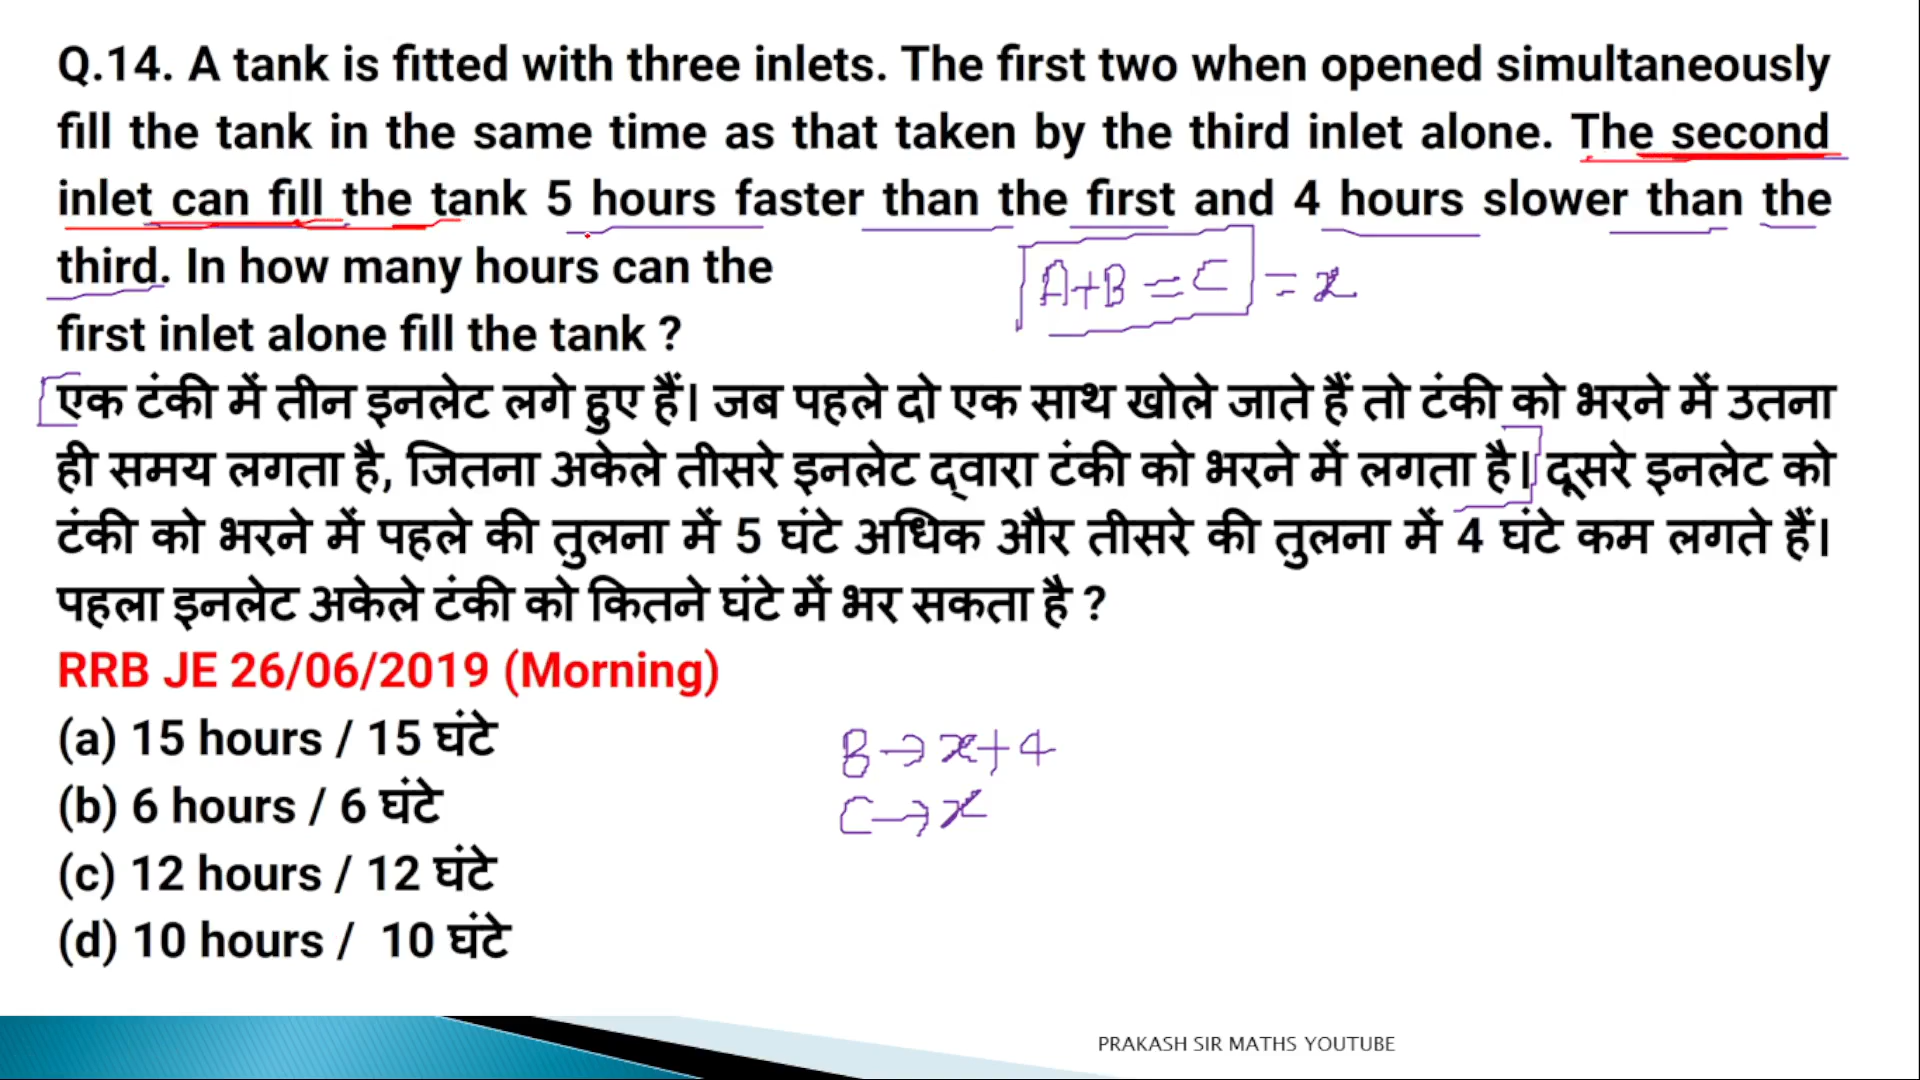 Q.14. A tank is fitted with three inlets. The first two when opened simultaneously
fill the tank in the same time as that taken by the third inlet alone. The second
inlet can fill the tank 5 hours faster than the first and 4 hours slower than the
third. In how many hours can the
A+B = C = x
first inlet alone fill the tank ?
एक टंकी में तीन इनलेट लगे हुए हैं। जब पहले दो एक साथ खोले जाते हैं तो टंकी को भरने में उतना
ही समय लगता है, जितना अकेले तीसरे इनलेट द्वारा टंकी को भरने में लगता है। दूसरे इनलेट को
टंकी को भरने में पहले की तुलना में 5 घंटे अधिक और तीसरे की तुलना में 4 घंटे कम लगते हैं।
पहला इनलेट अकेले टंकी को कितने घंटे में भर सकता है ?
RRB JE 26/06/2019 (Morning)
(a) 15 hours / 15 घंटे
B→x+4
(b) 6 hours / 6 घंटे
C→x
(c) 12 hours / 12 घंटे
(d) 10 hours /  10 घंटे
PRAKASH SIR MATHS YOUTUBE